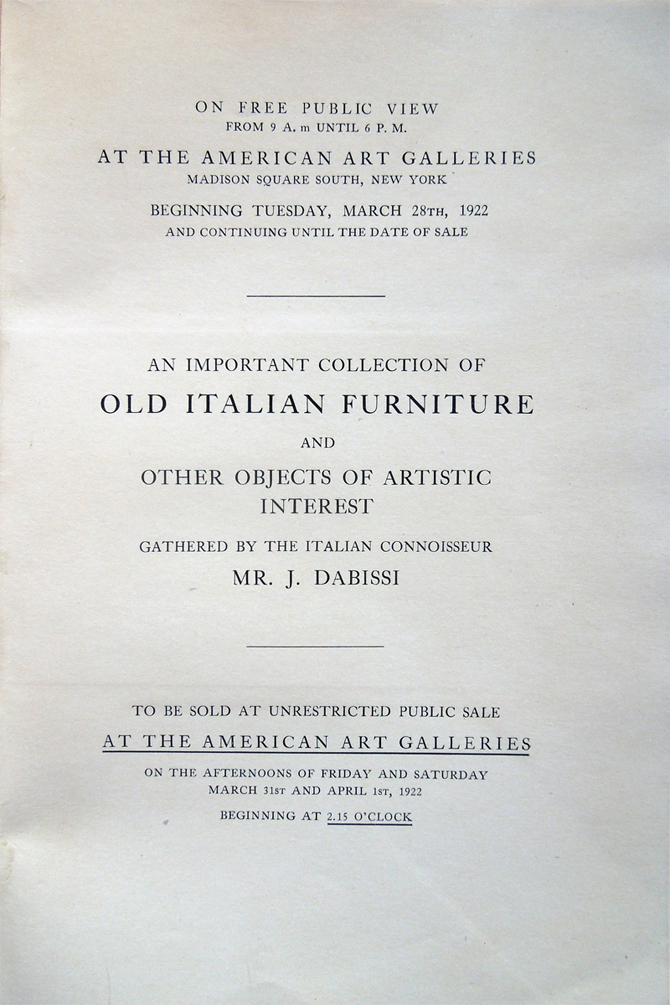 ON FREE PUBLIC VIEW
FROM 9 A. m UNTIL 6 P. M.
AT THE AMERICAN ART GALLERIES
MADISON SQUARE SOUTH, NEW YORK
BEGINNING TUESDAY, MARCH 28TH, 1922
AND CONTINUING UNTIL THE DATE OF SALE
AN IMPORTANT COLLECTION OF
OLD ITALIAN FURNITURE
AND
OTHER OBJECTS OF ARTISTIC
INTEREST
GATHERED BY THE ITALIAN CONNOISSEUR
MR. J. DABISSI
TO BE SOLD AT UNRESTRICTED PUBLIC SALE
AT THE AMERICAN ART GALLERIES
ON THE AFTERNOONS OF FRIDAY AND SATURDAY
MARCH 31ST AND APRIL 1ST, 1922
BEGINNING AT 2.15 O'CLOCK